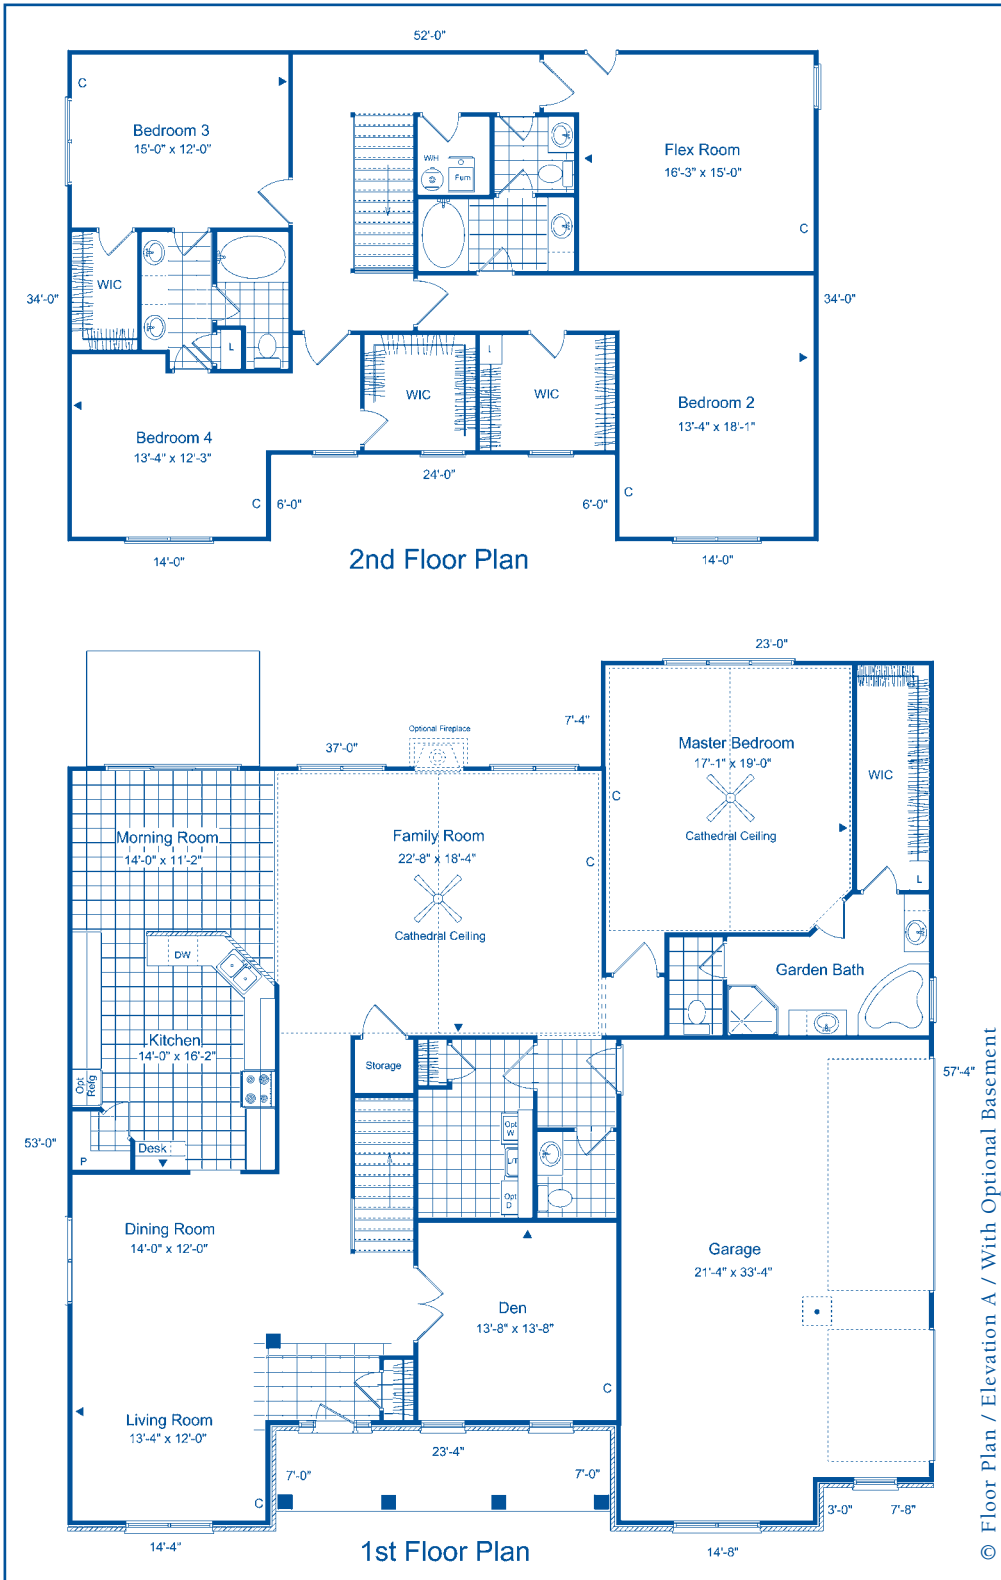 52'-0"
C
Bedroom 3
15'-0" x 12'-0"
W/H
Furn
Flex Room
16'-3" x 15'-0"
C
WIC
34'-0"
34'-0"
L
L
WIC
WIC
Bedroom 2
13'-4" x 18'-1"
Bedroom 4
13'-4" x 12'-3"
24'-0"
C
6'-0"
6'-0"
C
14'-0"
2nd Floor Plan
14'-0"
23'-0"
7'-4"
Optional Fireplace
37'-0"
Master Bedroom
17'-1" x 19'-0"
WIC
C
Cathedral Ceiling
Morning Room
14'-0" x 11'-2"
Family Room
22'-8" x 18'-4"
C
L
Cathedral Ceiling
DW
Garden Bath
Kitchen
14'-0" x 16'-2"
Storage
Opt
Refg
57'-4"
Opt
W
53'-0"
Desk
P
L/T
Opt
D
Dining Room
14'-0" x 12'-0"
Garage
21'-4" x 33'-4"
Den
13'-8" x 13'-8"
C
Living Room
13'-4" x 12'-0"
23'-4"
7'-0"
7'-0"
C
3'-0"
7'-8"
14'-4"
1st Floor Plan
14'-8"
© Floor Plan / Elevation A / With Optional Basement